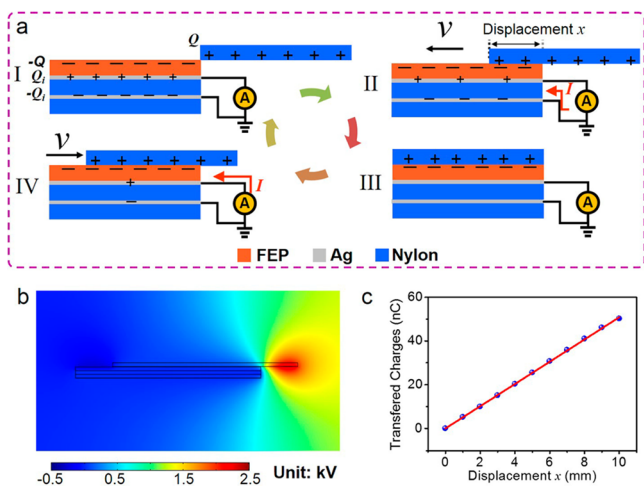 a
Q
-Q
Qi
-Qi
I
A
v
Displacement x
II
I
A
v
IV
I
A
III
A
FEP
Ag
Nylon
b
-0.5
0.5
1.5
2.5
Unit: kV
c
Transfered Charges (nC)
60
40
20
0
0
2
4
6
8
10
Displacement x (mm)